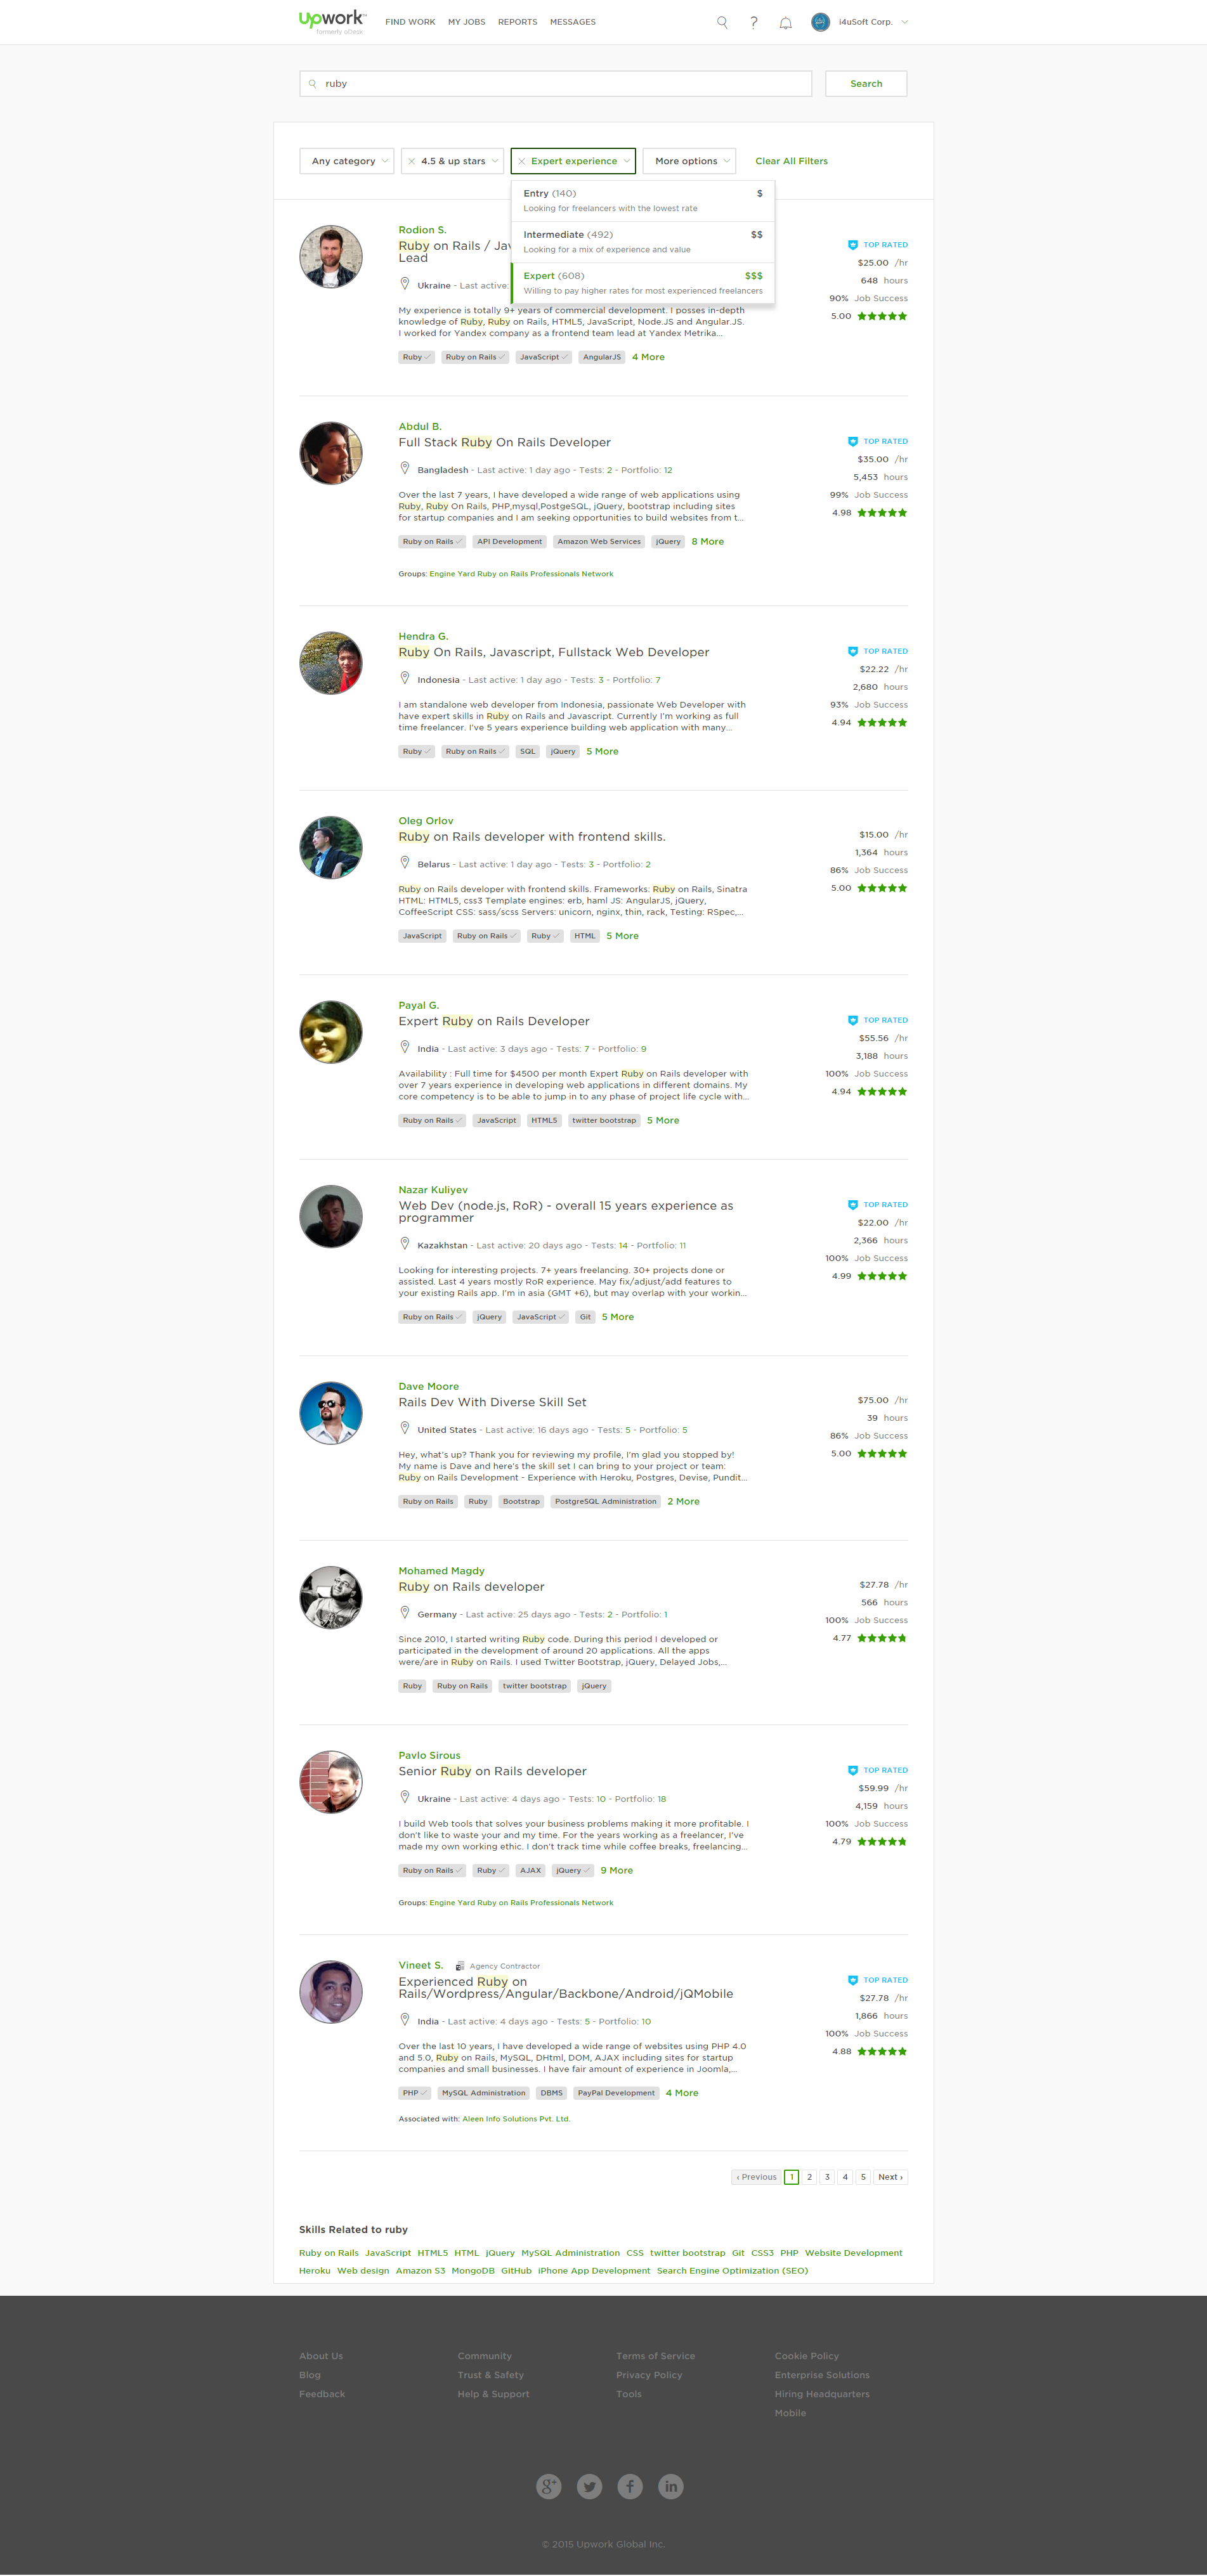 Upwork™
formerly oDesk
FIND WORK MY JOBS REPORTS MESSAGES
? i4uSoft Corp.
ruby
Search
Any category 4.5 & up stars Expert experience More options Clear All Filters
Entry (140) $
Looking for freelancers with the lowest rate
Intermediate (492) $$
Looking for a mix of experience and value
Expert (608) $$$
Willing to pay higher rates for most experienced freelancers
Rodion S.
Ruby on Rails / Jav
Lead
Ukraine - Last active:
My experience is totally 9+ years of commercial development. I posses in-depth
knowledge of Ruby, Ruby on Rails, HTML5, JavaScript, Node.JS and Angular.JS.
I worked for Yandex company as a frontend team lead at Yandex Metrika...
Ruby Ruby on Rails JavaScript AngularJS 4 More
TOP RATED
$25.00 /hr
648 hours
90% Job Success
5.00
Abdul B.
Full Stack Ruby On Rails Developer
Bangladesh - Last active: 1 day ago - Tests: 2 - Portfolio: 12
Over the last 7 years, I have developed a wide range of web applications using
Ruby, Ruby On Rails, PHP,mysql,PostgeSQL, jQuery, bootstrap including sites
for startup companies and I am seeking opportunities to build websites from t...
Ruby on Rails API Development Amazon Web Services jQuery 8 More
Groups: Engine Yard Ruby on Rails Professionals Network
TOP RATED
$35.00 /hr
5,453 hours
99% Job Success
4.98
Hendra G.
Ruby On Rails, Javascript, Fullstack Web Developer
Indonesia - Last active: 1 day ago - Tests: 3 - Portfolio: 7
I am standalone web developer from Indonesia, passionate Web Developer with
have expert skills in Ruby on Rails and Javascript. Currently I'm working as full
time freelancer. I've 5 years experience building web application with many...
Ruby Ruby on Rails SQL jQuery 5 More
TOP RATED
$22.22 /hr
2,680 hours
93% Job Success
4.94
Oleg Orlov
Ruby on Rails developer with frontend skills.
Belarus - Last active: 1 day ago - Tests: 3 - Portfolio: 2
Ruby on Rails developer with frontend skills. Frameworks: Ruby on Rails, Sinatra
HTML: HTML5, css3 Template engines: erb, haml JS: AngularJS, jQuery,
CoffeeScript CSS: sass/scss Servers: unicorn, nginx, thin, rack, Testing: RSpec,...
JavaScript Ruby on Rails Ruby HTML 5 More
$15.00 /hr
1,364 hours
86% Job Success
5.00
Payal G.
Expert Ruby on Rails Developer
India - Last active: 3 days ago - Tests: 7 - Portfolio: 9
Availability : Full time for $4500 per month Expert Ruby on Rails developer with
over 7 years experience in developing web applications in different domains. My
core competency is to be able to jump in to any phase of project life cycle with...
Ruby on Rails JavaScript HTML5 twitter bootstrap 5 More
TOP RATED
$55.56 /hr
3,188 hours
100% Job Success
4.94
Nazar Kuliyev
Web Dev (node.js, RoR) - overall 15 years experience as
programmer
Kazakhstan - Last active: 20 days ago - Tests: 14 - Portfolio: 11
Looking for interesting projects. 7+ years freelancing. 30+ projects done or
assisted. Last 4 years mostly RoR experience. May fix/adjust/add features to
your existing Rails app. I'm in asia (GMT +6), but may overlap with your workin...
Ruby on Rails jQuery JavaScript Git 5 More
TOP RATED
$22.00 /hr
2,366 hours
100% Job Success
4.99
Dave Moore
Rails Dev With Diverse Skill Set
United States - Last active: 16 days ago - Tests: 5 - Portfolio: 5
Hey, what's up? Thank you for reviewing my profile, I'm glad you stopped by!
My name is Dave and here's the skill set I can bring to your project or team:
Ruby on Rails Development - Experience with Heroku, Postgres, Devise, Pundit...
Ruby on Rails Ruby Bootstrap PostgreSQL Administration 2 More
$75.00 /hr
39 hours
86% Job Success
5.00
Mohamed Magdy
Ruby on Rails developer
Germany - Last active: 25 days ago - Tests: 2 - Portfolio: 1
Since 2010, I started writing Ruby code. During this period I developed or
participated in the development of around 20 applications. All the apps
were/are in Ruby on Rails. I used Twitter Bootstrap, jQuery, Delayed Jobs,...
Ruby Ruby on Rails twitter bootstrap jQuery
$27.78 /hr
566 hours
100% Job Success
4.77
Pavlo Sirous
Senior Ruby on Rails developer
Ukraine - Last active: 4 days ago - Tests: 10 - Portfolio: 18
I build Web tools that solves your business problems making it more profitable. I
don't like to waste your and my time. For the years working as a freelancer, I've
made my own working ethic. I don't track time while coffee breaks, freelancing...
Ruby on Rails Ruby AJAX jQuery 9 More
Groups: Engine Yard Ruby on Rails Professionals Network
TOP RATED
$59.99 /hr
4,159 hours
100% Job Success
4.79
Vineet S. Agency Contractor
Experienced Ruby on
Rails/Wordpress/Angular/Backbone/Android/jQMobile
India - Last active: 4 days ago - Tests: 5 - Portfolio: 10
Over the last 10 years, I have developed a wide range of websites using PHP 4.0
and 5.0, Ruby on Rails, MySQL, DHtml, DOM, AJAX including sites for startup
companies and small businesses. I have fair amount of experience in Joomla,...
PHP MySQL Administration DBMS PayPal Development 4 More
Associated with: Aleen Info Solutions Pvt. Ltd.
TOP RATED
$27.78 /hr
1,866 hours
100% Job Success
4.88
‹ Previous 1 2 3 4 5 Next ›
Skills Related to ruby
Ruby on Rails JavaScript HTML5 HTML jQuery MySQL Administration CSS twitter bootstrap Git CSS3 PHP Website Development
Heroku Web design Amazon S3 MongoDB GitHub iPhone App Development Search Engine Optimization (SEO)
About Us Community Terms of Service Cookie Policy
Blog Trust & Safety Privacy Policy Enterprise Solutions
Feedback Help & Support Tools Hiring Headquarters
Mobile
g+ f in
© 2015 Upwork Global Inc.